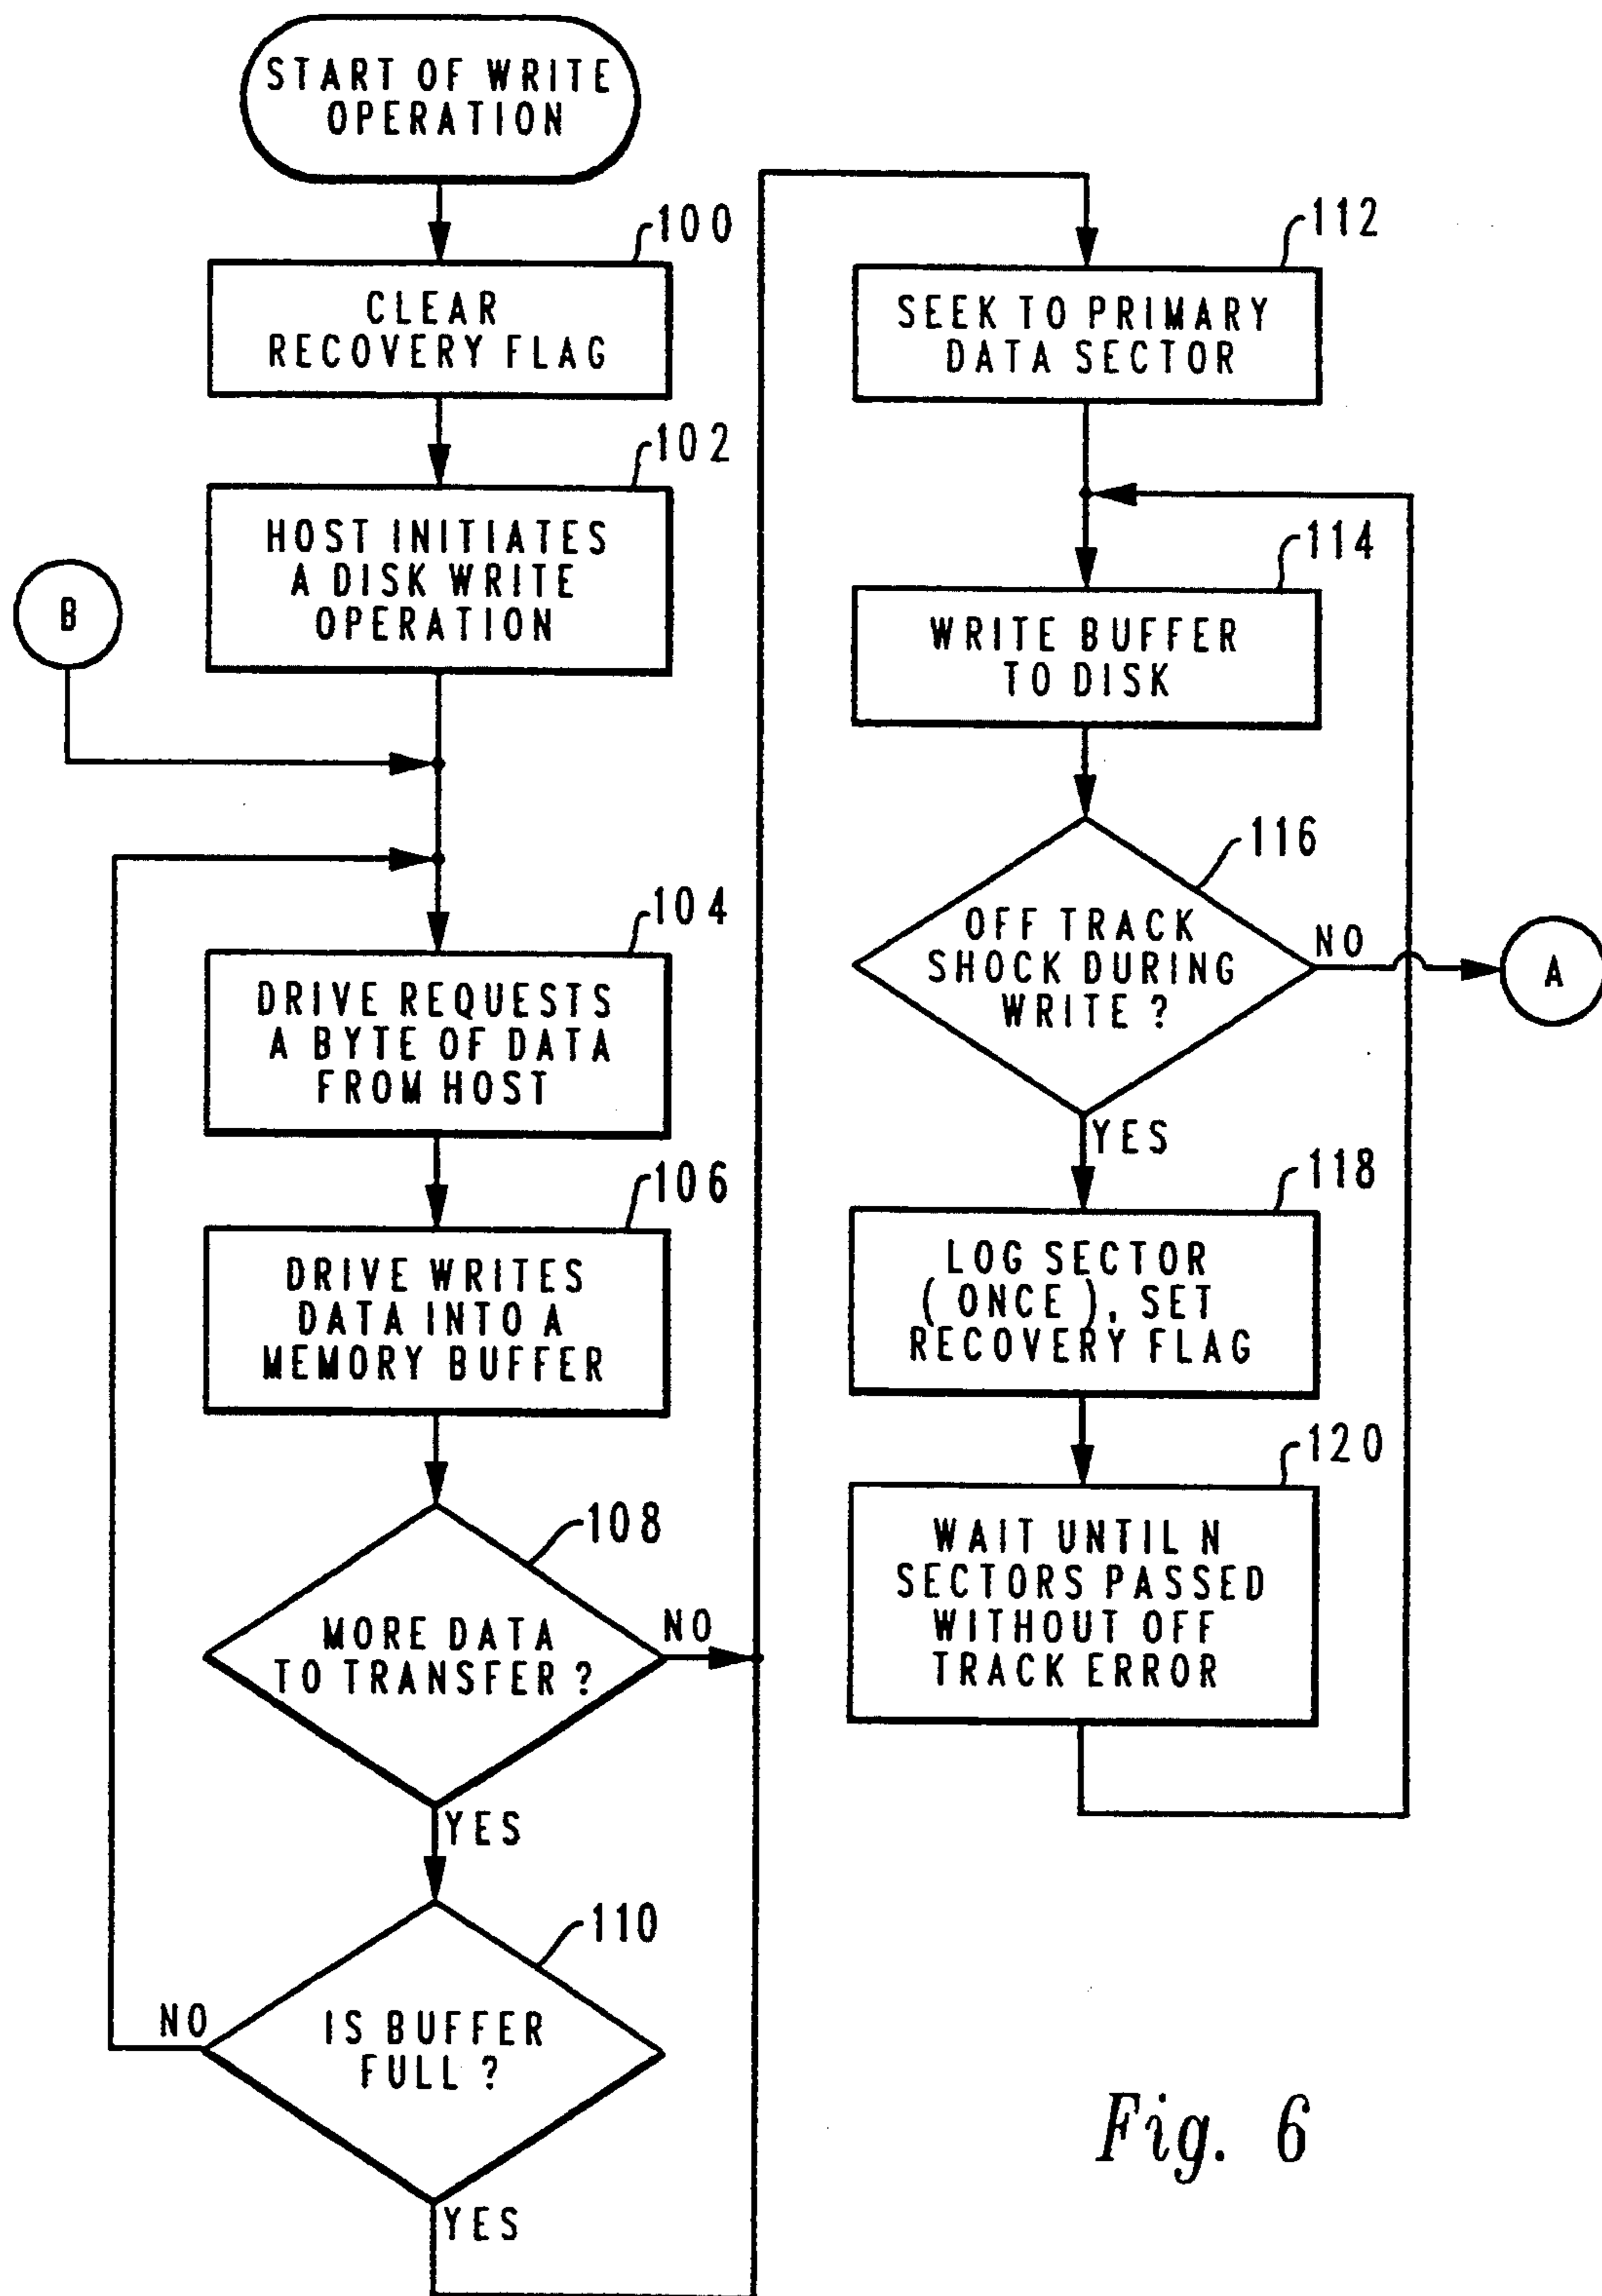 START OF WRITE
OPERATION
100
CLEAR
RECOVERY FLAG
102
HOST INITIATES
A DISK WRITE
OPERATION
B
104
DRIVE REQUESTS
A BYTE OF DATA
FROM HOST
106
DRIVE WRITES
DATA INTO A
MEMORY BUFFER
108
MORE DATA
TO TRANSFER ?
NO
YES
110
IS BUFFER
FULL ?
NO
YES
112
SEEK TO PRIMARY
DATA SECTOR
114
WRITE BUFFER
TO DISK
116
OFF TRACK
SHOCK DURING
WRITE ?
NO
A
YES
118
LOG SECTOR
( ONCE ), SET
RECOVERY FLAG
120
WAIT UNTIL N
SECTORS PASSED
WITHOUT OFF
TRACK ERROR
Fig. 6